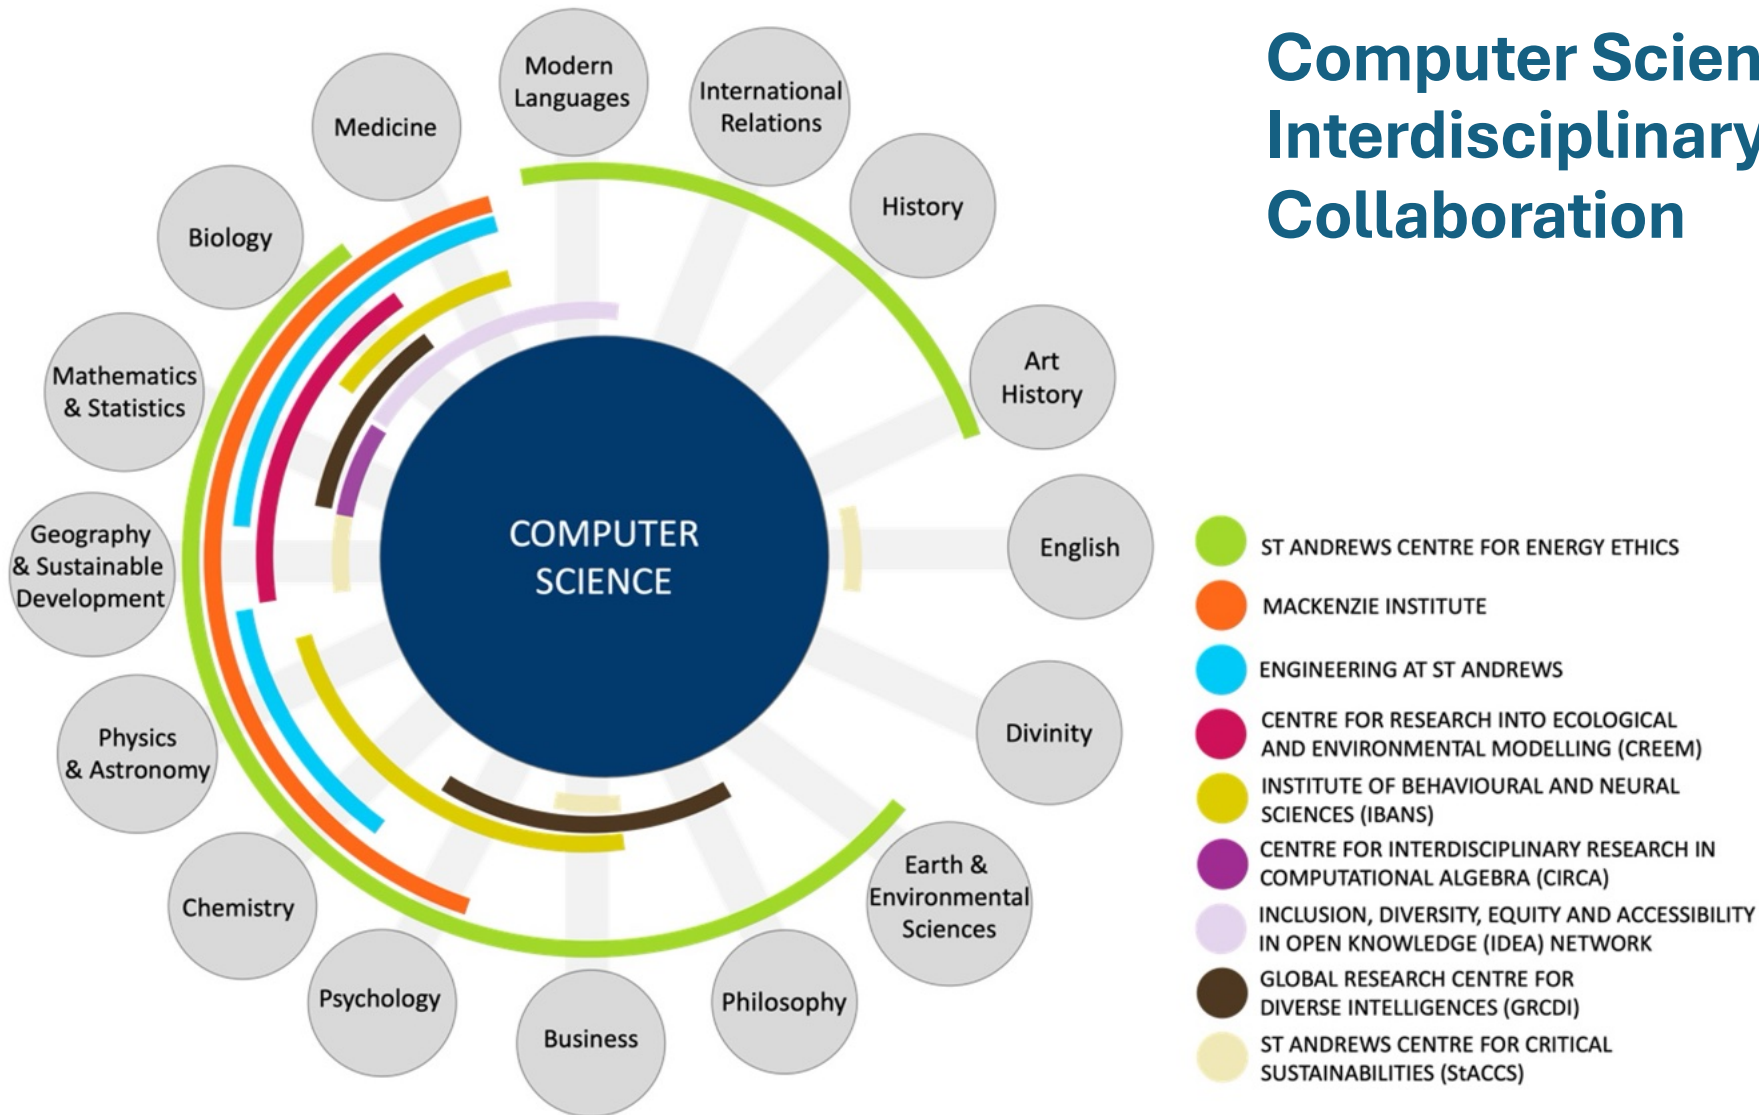 Computer Scien
Interdisciplinary
Collaboration
Modern
Languages
International
Relations
History
Art
History
English
Divinity
Earth &
Environmental
Sciences
Philosophy
Business
Psychology
Chemistry
Physics
& Astronomy
Geography
& Sustainable
Development
Mathematics
& Statistics
Biology
Medicine
COMPUTER
SCIENCE
ST ANDREWS CENTRE FOR ENERGY ETHICS
MACKENZIE INSTITUTE
ENGINEERING AT ST ANDREWS
CENTRE FOR RESEARCH INTO ECOLOGICAL
AND ENVIRONMENTAL MODELLING (CREEM)
INSTITUTE OF BEHAVIOURAL AND NEURAL
SCIENCES (IBANS)
CENTRE FOR INTERDISCIPLINARY RESEARCH IN
COMPUTATIONAL ALGEBRA (CIRCA)
INCLUSION, DIVERSITY, EQUITY AND ACCESSIBILITY
IN OPEN KNOWLEDGE (IDEA) NETWORK
GLOBAL RESEARCH CENTRE FOR
DIVERSE INTELLIGENCES (GRCDI)
ST ANDREWS CENTRE FOR CRITICAL
SUSTAINABILITIES (StACCS)